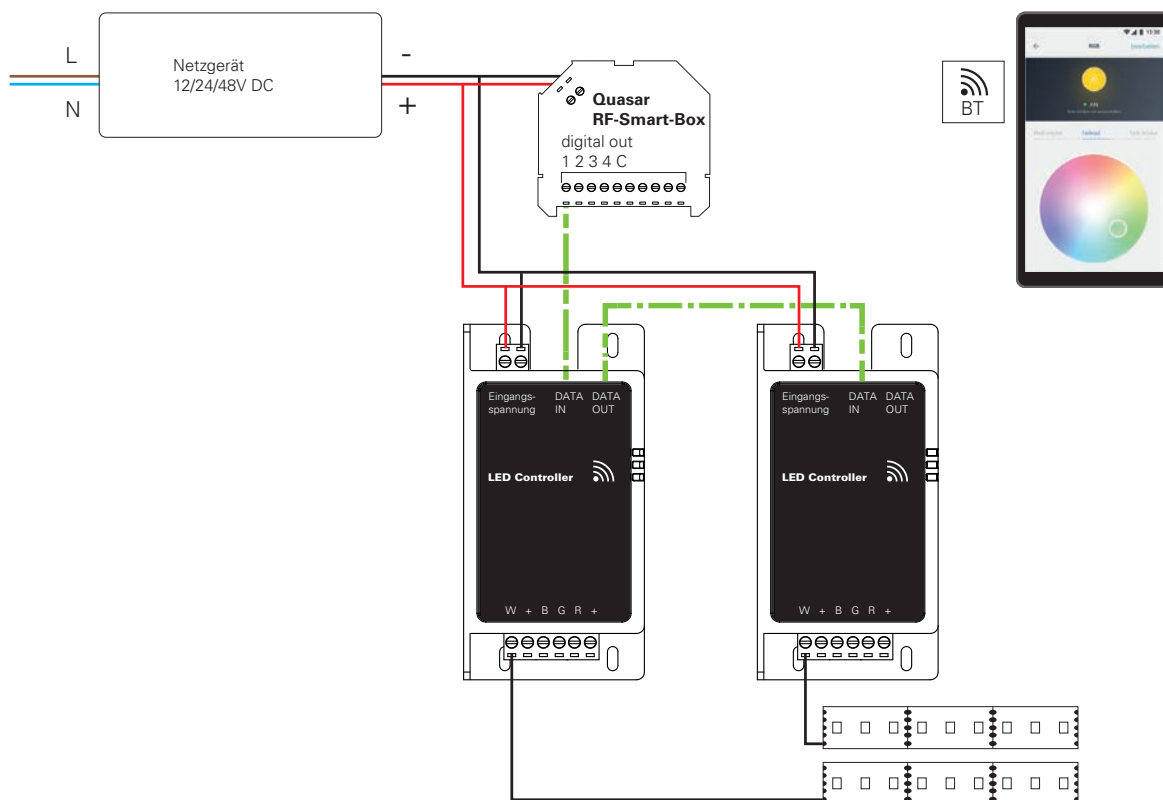 L
N
Netzgerät
12/24/48V DC
-
+
Quasar
RF-Smart-Box
digital out
1 2 3 4 C
BT
RGB
Eingangs-
spannung
DATA
IN
DATA
OUT
LED Controller
W + B G R +
Eingangs-
spannung
DATA
IN
DATA
OUT
LED Controller
W + B G R +